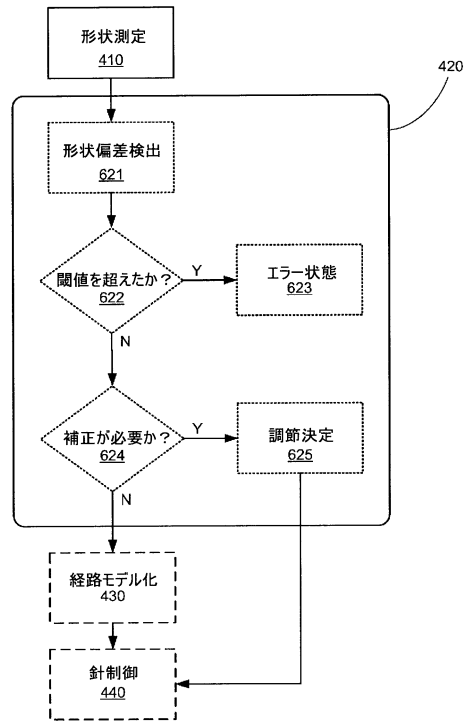 形状測定
410
420
形状偏差検出
621
閾値を超えたか？
622
Y
エラー状態
623
N
補正が必要か？
624
Y
調節決定
625
N
経路モデル化
430
針制御
440